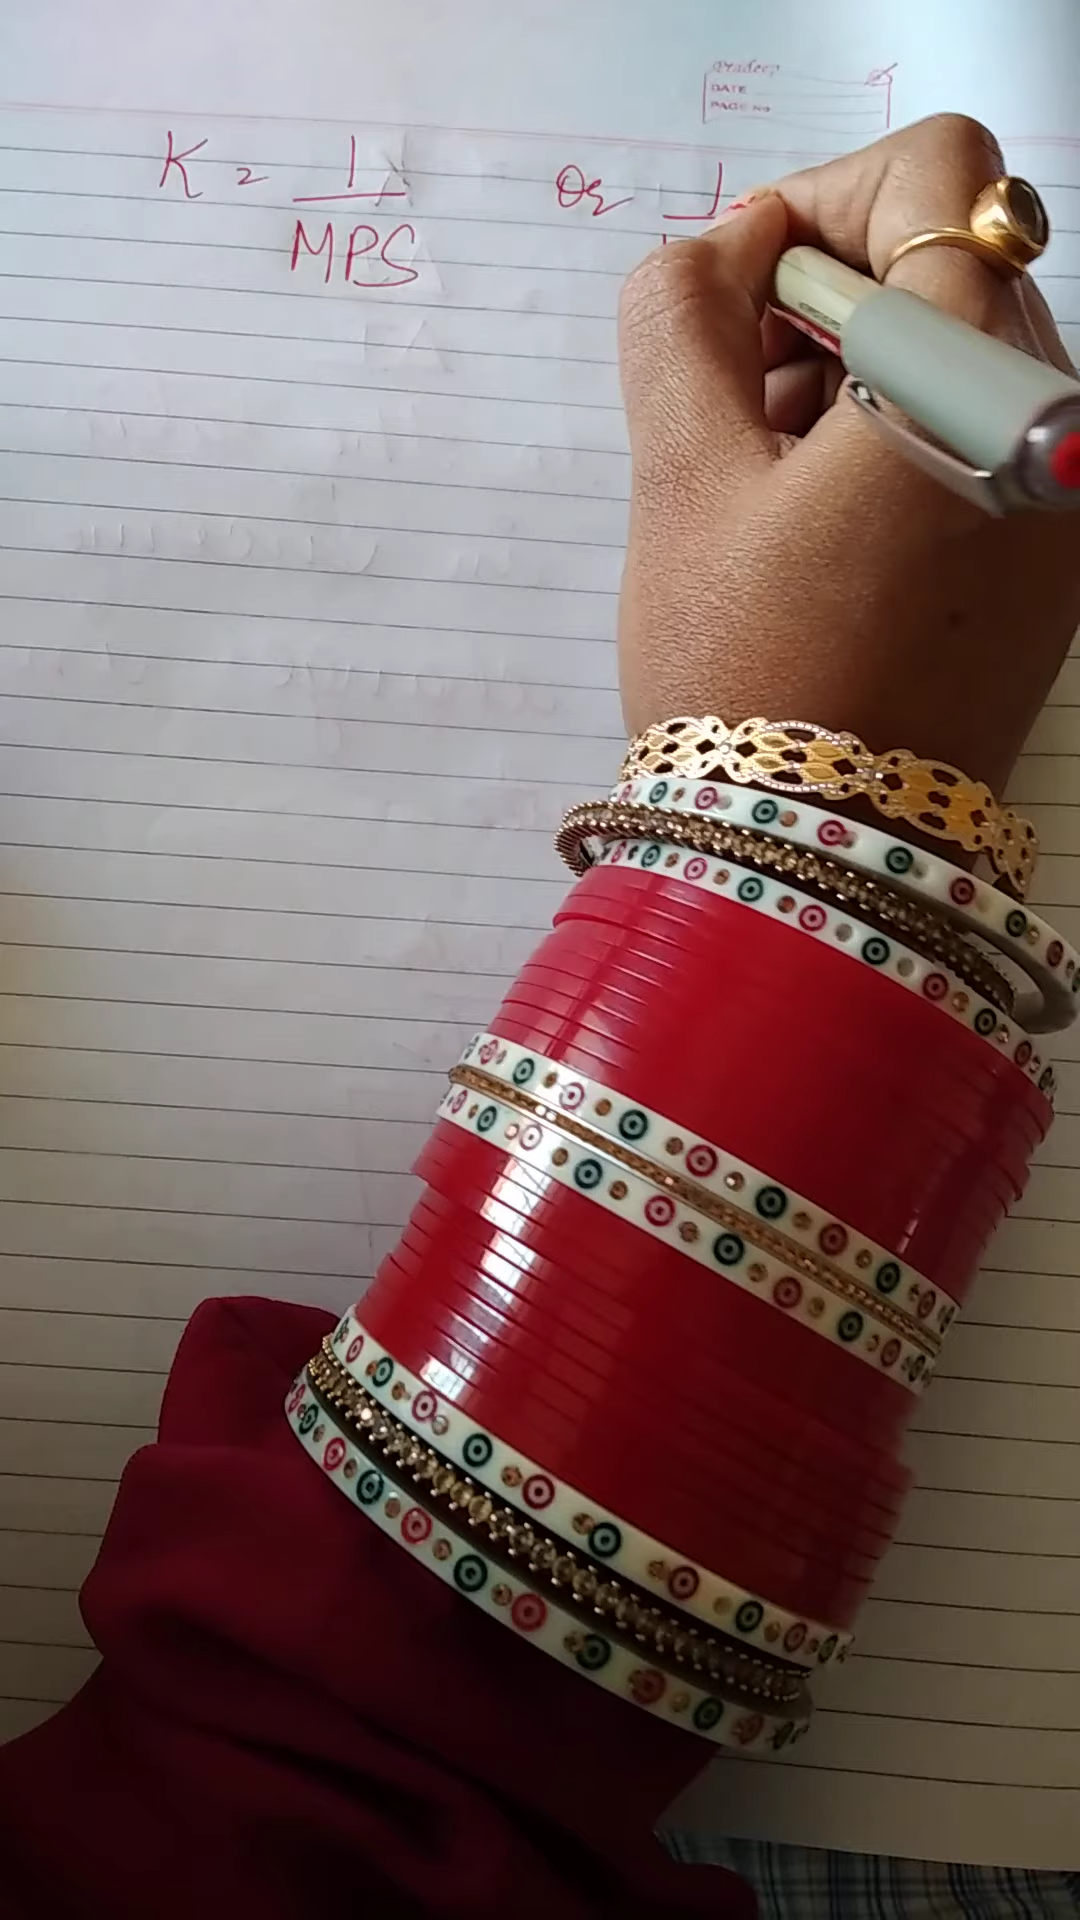 Pradeep
DATE
PAGE No
K = 1 Or 1
MPS